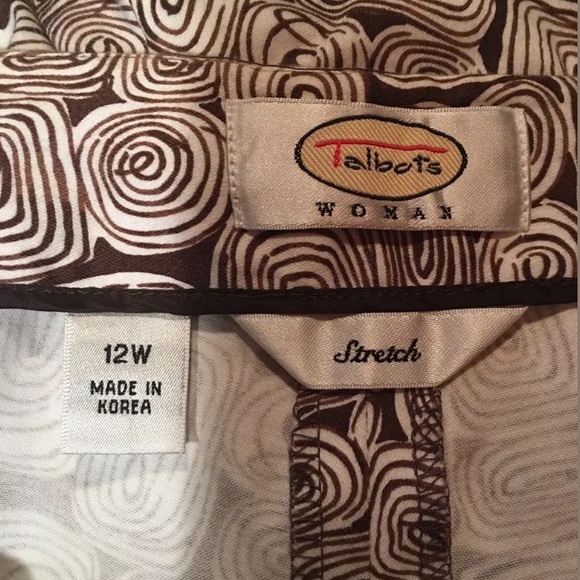 Talbots
WOMAN
12W
MADE IN
KOREA
Stretch